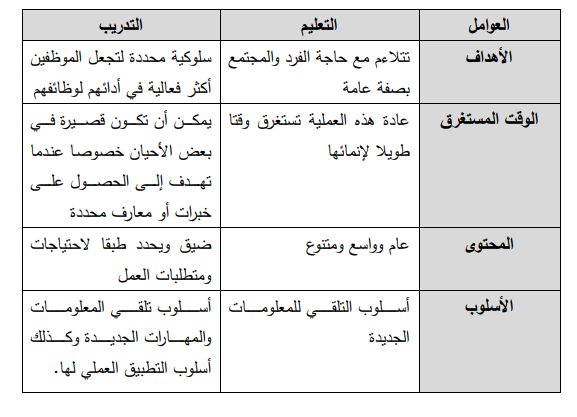 العوامل	التعليم	التدريب
الأهداف	تتلاءم مع حاجة الفرد والمجتمع	سلوكية محددة لتجعل الموظفين
بصفة عامة	أكثر فعالية في أدائهم لوظائفهم
الوقت المستغرق	عادة هذه العملية تستغرق وقتا	يمكن أن تكون قصيرة في
طويلا لإنمائها	بعض الأحيان خصوصا عندما
تهدف إلى الحصول على
خبرات أو معارف محددة
المحتوى	عام وواسع ومتنوع	ضيق ويحدد طبقا لاحتياجات
ومتطلبات العمل
الأسلوب	أسلوب التلقي للمعلومات	أسلوب تلقي المعلومات
الجديدة	والمهارات الجديدة وكذلك
أسلوب التطبيق العملي لها.